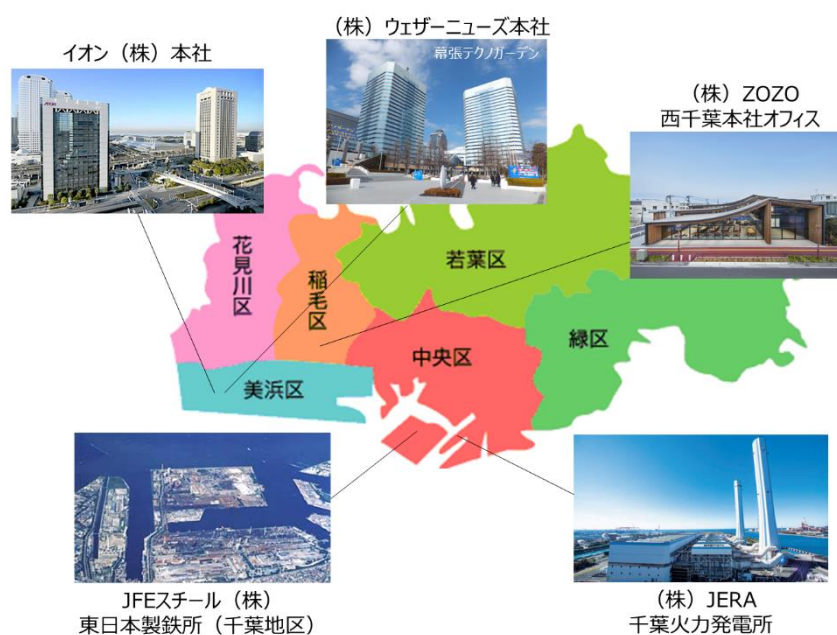 イオン（株）本社
（株）ウェザーニューズ本社
幕張テクノガーデン
（株）ZOZO
西千葉本社オフィス
花見川区
稲毛区
若葉区
中央区
緑区
美浜区
JFEスチール（株）
東日本製鉄所（千葉地区）
（株）JERA
千葉火力発電所